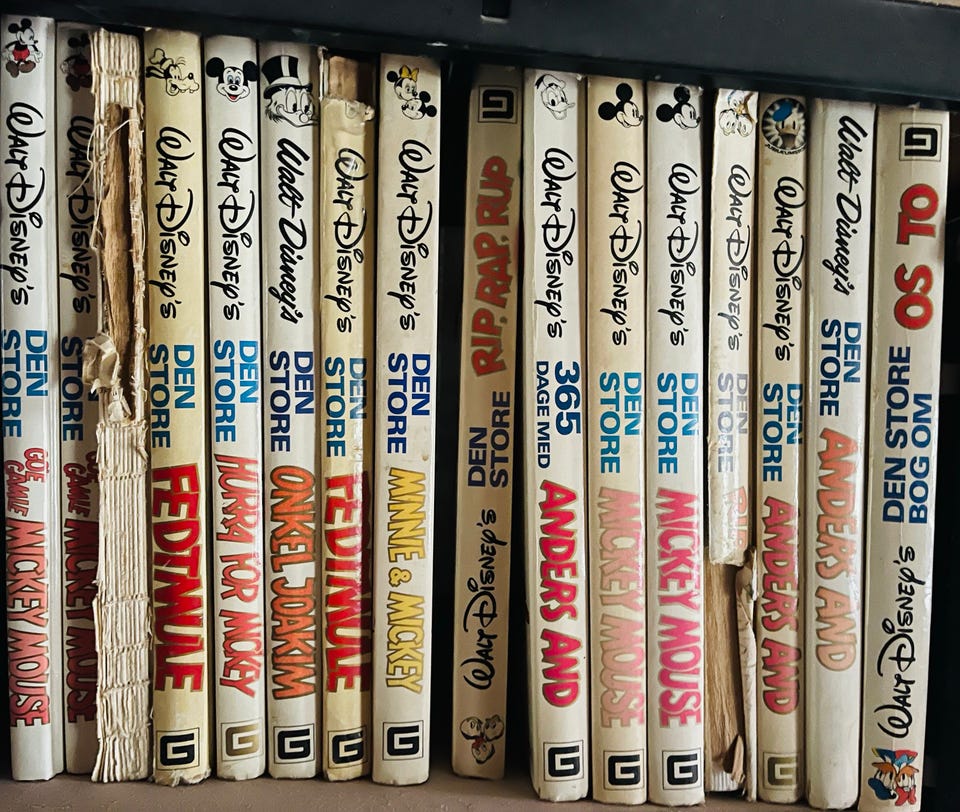 WALT DISNEY'S
DEN
STORE
GOE
GAMLE
MICKEY MOUSE
WALT DISNEY'S
DEN
STORE
GOE
GAMLE
MICKEY MOUSE
WALT DISNEY'S
DEN
STORE
FEDTMULE
WALT DISNEY'S
DEN
STORE
HURRA FOR MICKEY
Walt Disney's
DEN
STORE
ONKEL JOAKIM
WALT DISNEY'S
DEN
STORE
FEDTMULE
WALT DISNEY'S
DEN
STORE
MINNIE & MICKEY
RIP, RAP, RUP
DEN
STORE
WALT DISNEY'S
WALT DISNEY'S
365
DAGE MED
ANDERS AND
WALT DISNEY'S
DEN
STORE
MICKEY MOUSE
WALT DISNEY'S
DEN
STORE
MICKEY MOUSE
WALT DISNEY'S
DEN
STORE
WALT DISNEY'S
DEN
STORE
ANDERS AND
Walt Disney's
DEN
STORE
ANDERS AND
OS TO
DEN STORE
BOG OM
WALT DISNEY'S